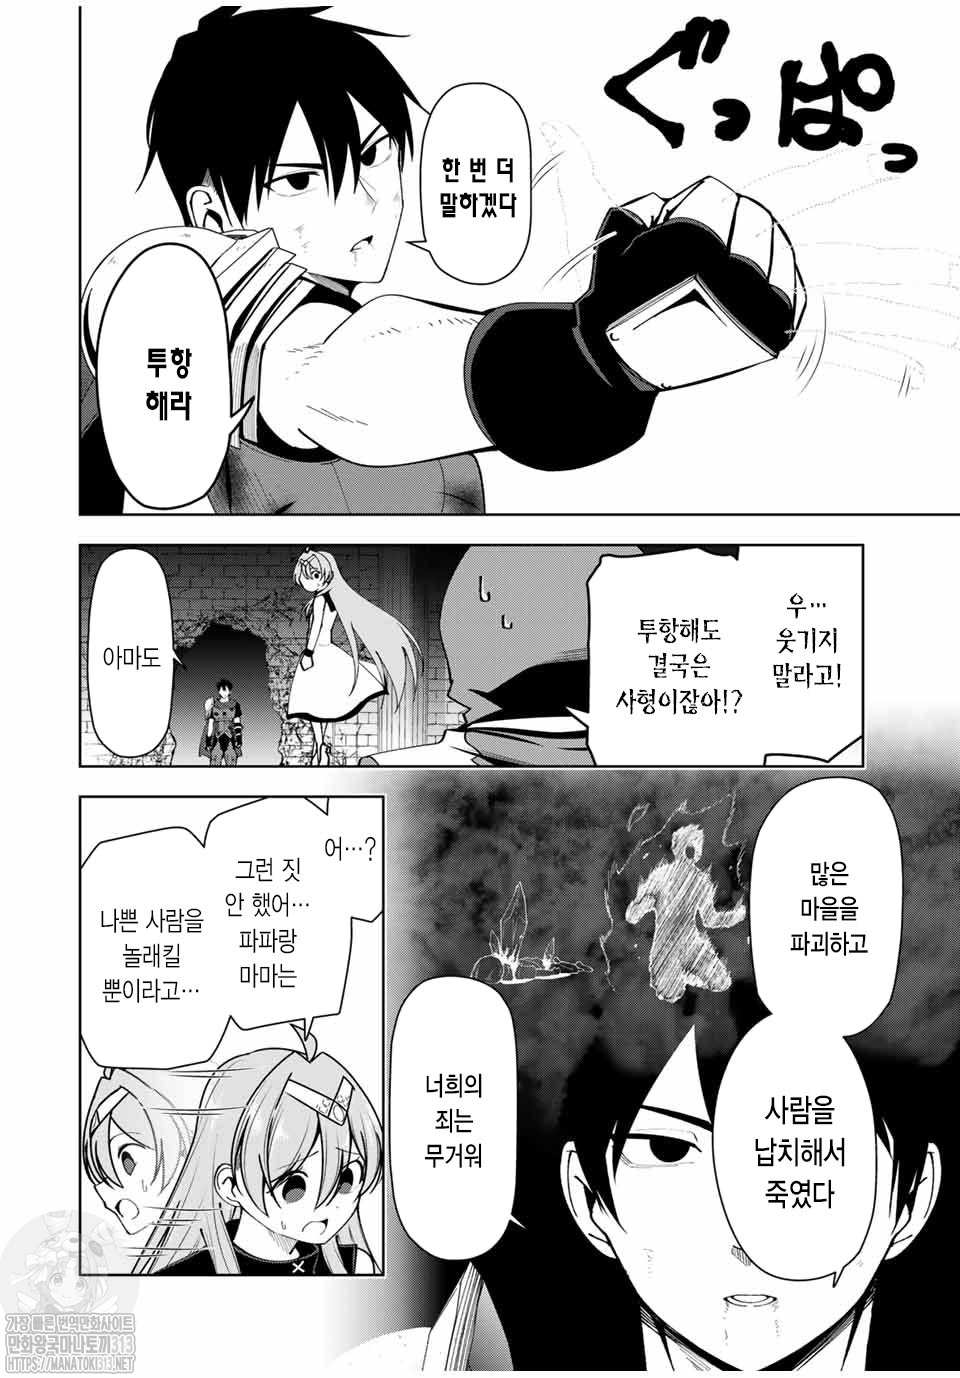 ぐっぱっ
한 번 더
말하겠다
투항
해라
우…
웃기지
말라고!
투항해도
결국은
사형이잖아!?
아마도
많은
마을을
파괴하고
사람을
납치해서
죽였다
너희의
죄는
무거워
어…?
그런 짓
안 했어…
파파랑
마마는
나쁜 사람을
놀래킬
뿐이라고…
가장 빠른 번역만화사이트
만화왕국마나토끼313
HTTPS://MANATOKI313.NET